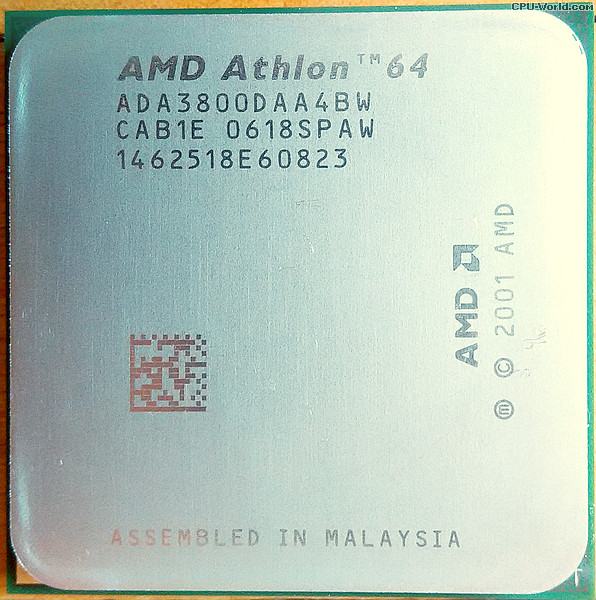 CPU-World.com
AMD Athlon™64
ADA3800DAA4BW
CAB1E 0618SPAW
1462518E60823
AMD
ⓜ © 2001 AMD
ASSEMBLED IN MALAYSIA